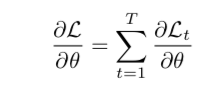 ∂ℒ/∂θ = ∑_{t=1}^{T} ∂ℒ_t/∂θ